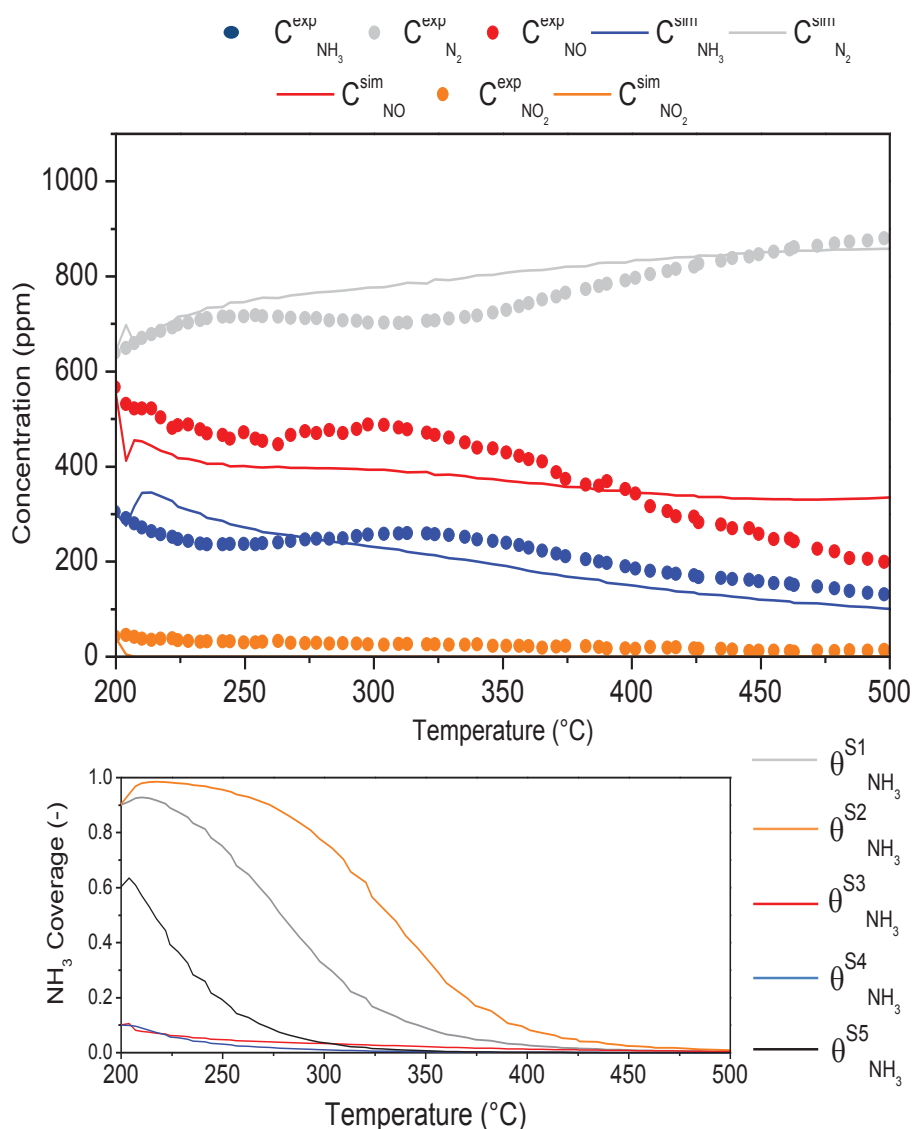 C^exp_NH₃ C^exp_N₂ C^exp_NO C^sim_NH₃ C^sim_N₂
C^sim_NO C^exp_NO₂ C^sim_NO₂
Concentration (ppm)
1000
800
600
400
200
0
200 250 300 350 400 450 500
Temperature (°C)
NH₃ Coverage (-)
1.0
0.8
0.6
0.4
0.2
0.0
200 250 300 350 400 450 500
Temperature (°C)
θ^S1_NH₃
θ^S2_NH₃
θ^S3_NH₃
θ^S4_NH₃
θ^S5_NH₃